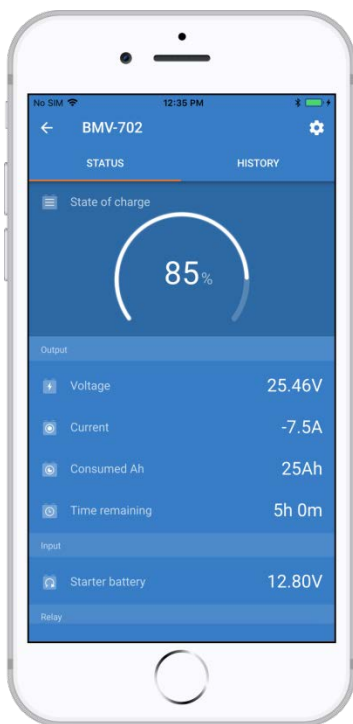 No SIM 12:35 PM
BMV-702
STATUS HISTORY
State of charge
85%
Output
Voltage 25.46V
Current -7.5A
Consumed Ah 25Ah
Time remaining 5h 0m
Input
Starter battery 12.80V
Relay